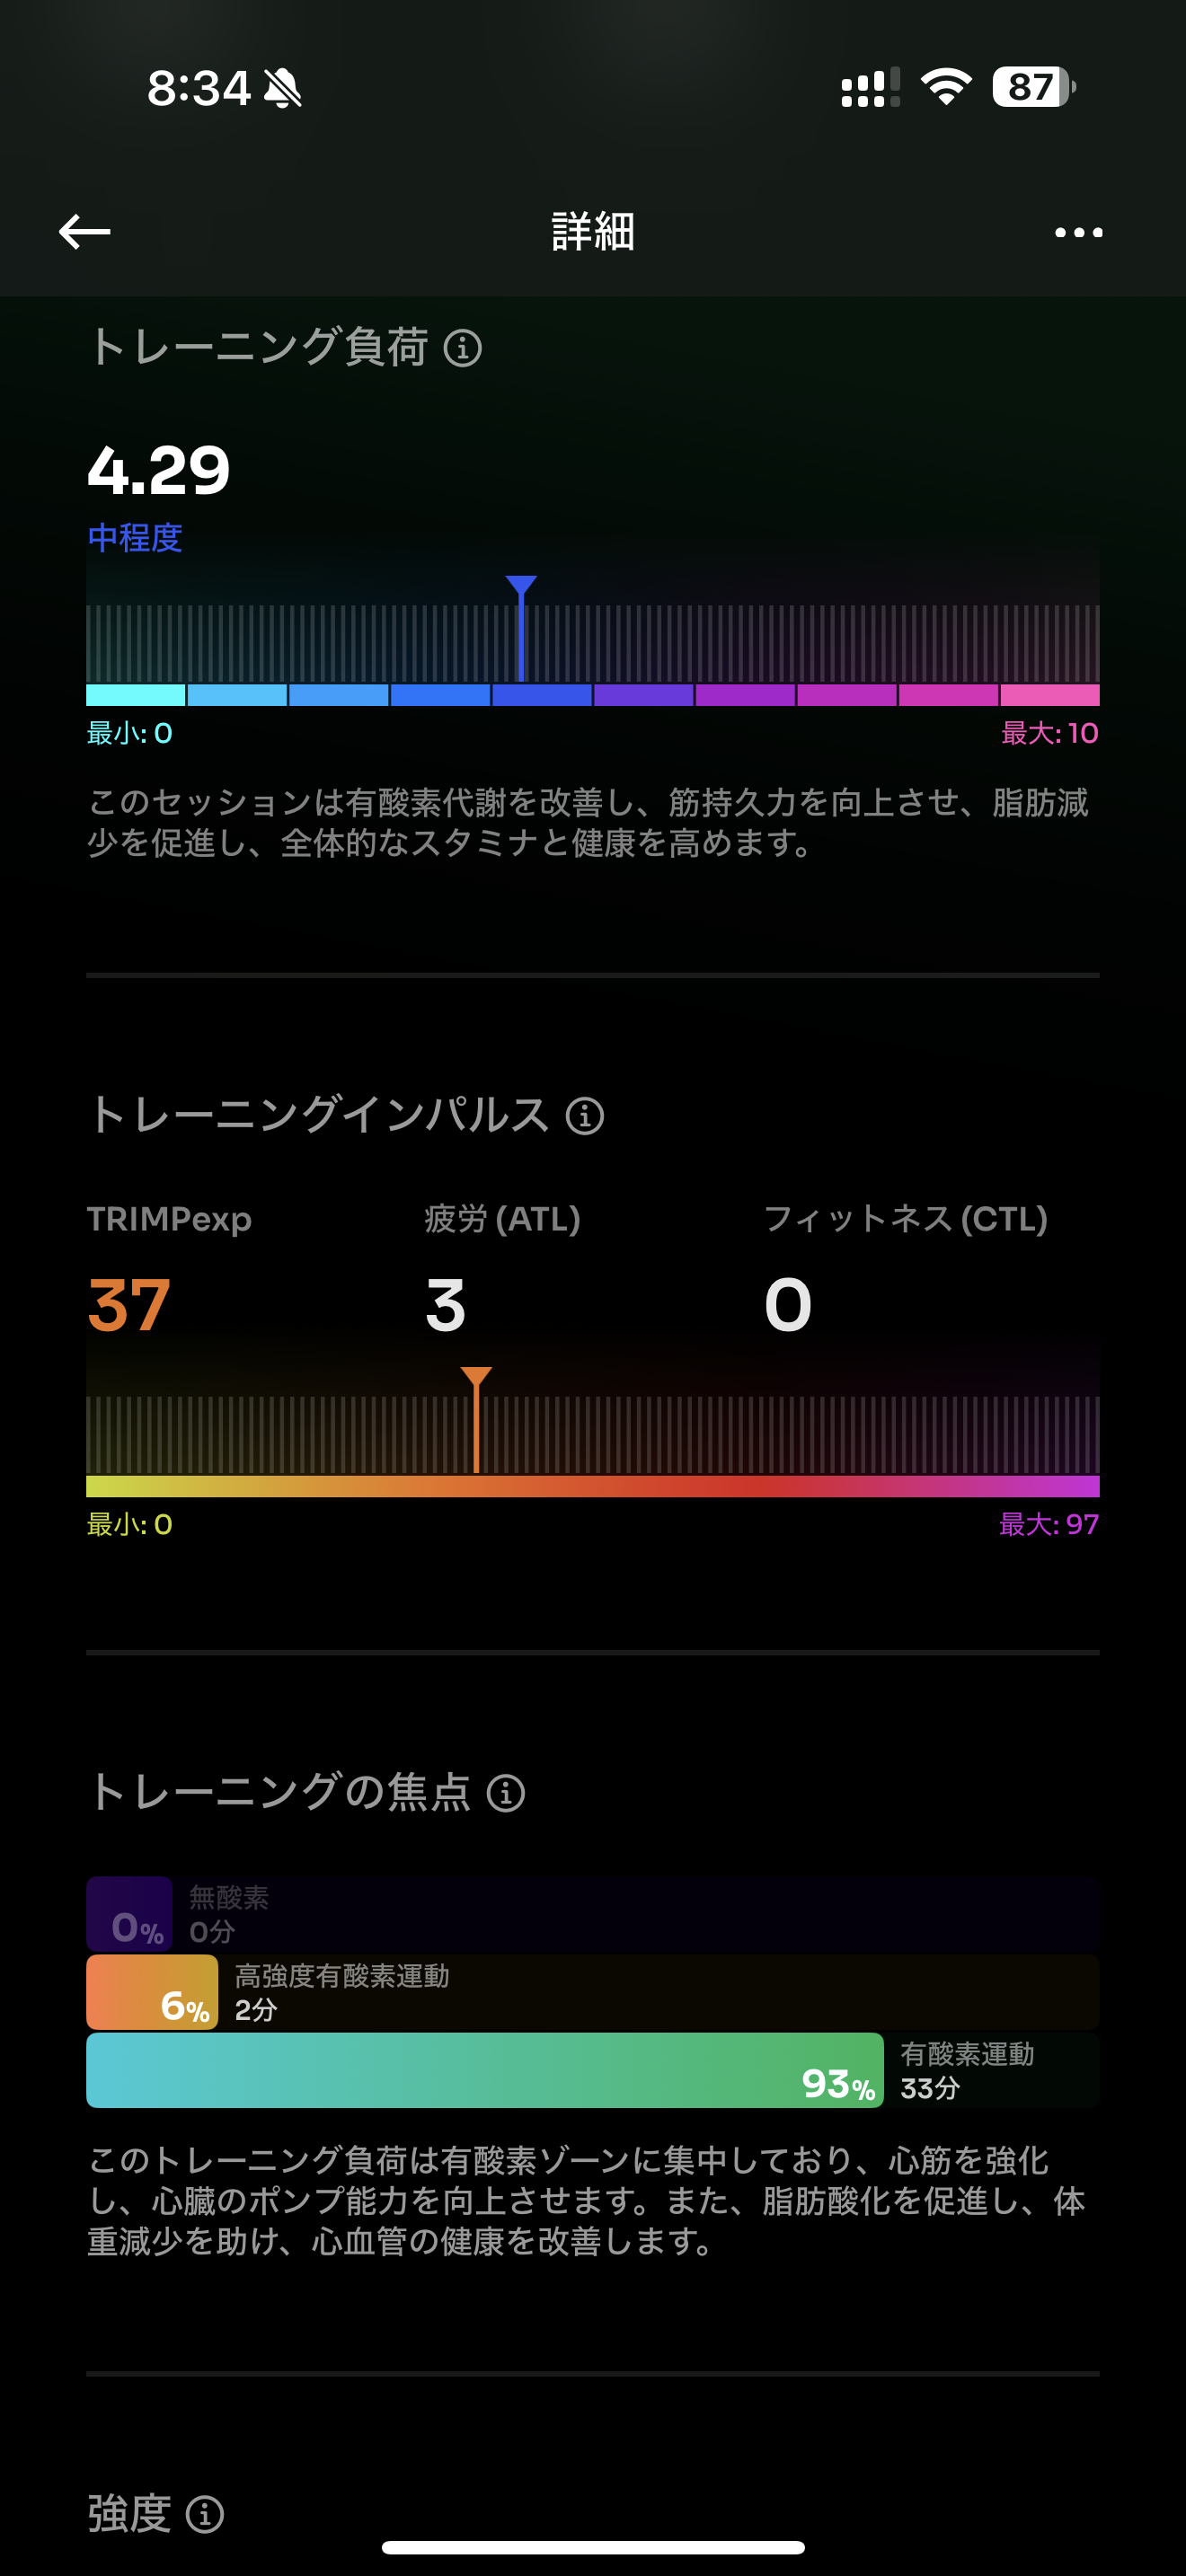 8:34
87
詳細
トレーニング負荷
4.29
中程度
最小: 0
最大: 10
このセッションは有酸素代謝を改善し、筋持久力を向上させ、脂肪減
少を促進し、全体的なスタミナと健康を高めます。
トレーニングインパルス
TRIMPexp
疲労 (ATL)
フィットネス (CTL)
37
3
0
最小: 0
最大: 97
トレーニングの焦点
0%
無酸素
0分
6%
高強度有酸素運動
2分
93%
有酸素運動
33分
このトレーニング負荷は有酸素ゾーンに集中しており、心筋を強化
し、心臓のポンプ能力を向上させます。また、脂肪酸化を促進し、体
重減少を助け、心血管の健康を改善します。
強度